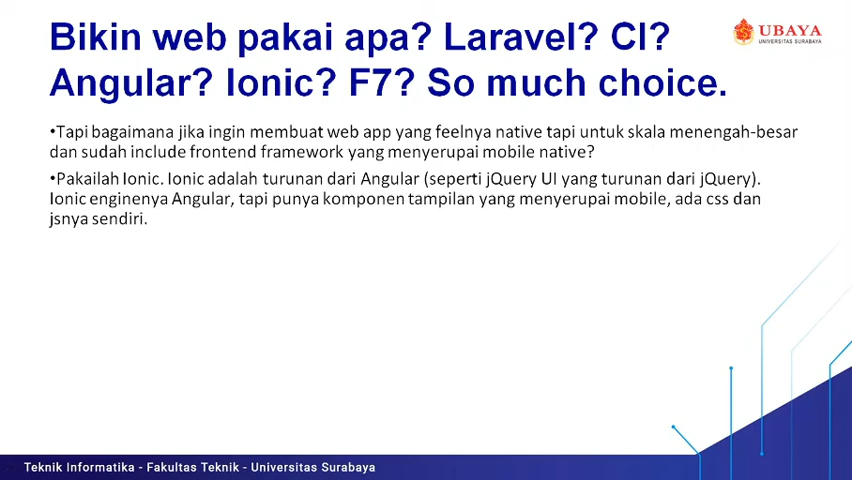 Bikin web pakai apa? Laravel? CI?
Angular? Ionic? F7? So much choice.
UBAYA
UNIVERSITAS SURABAYA
•Tapi bagaimana jika ingin membuat web app yang feelnya native tapi untuk skala menengah-besar
dan sudah include frontend framework yang menyerupai mobile native?
•Pakailah Ionic. Ionic adalah turunan dari Angular (seperti jQuery UI yang turunan dari jQuery).
Ionic enginenya Angular, tapi punya komponen tampilan yang menyerupai mobile, ada css dan
jsnya sendiri.
Teknik Informatika - Fakultas Teknik - Universitas Surabaya